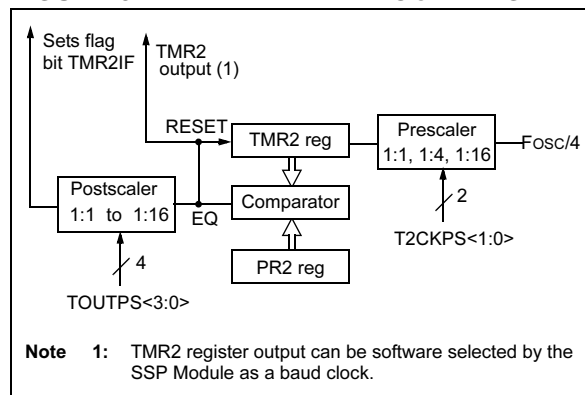 Sets flag
bit TMR2IF
TMR2
output (1)
RESET
TMR2 reg
Prescaler
1:1, 1:4, 1:16
FOSC/4
2
T2CKPS<1:0>
Postscaler
1:1 to 1:16
EQ
Comparator
4
TOUTPS<3:0>
PR2 reg
Note 1: TMR2 register output can be software selected by the
SSP Module as a baud clock.